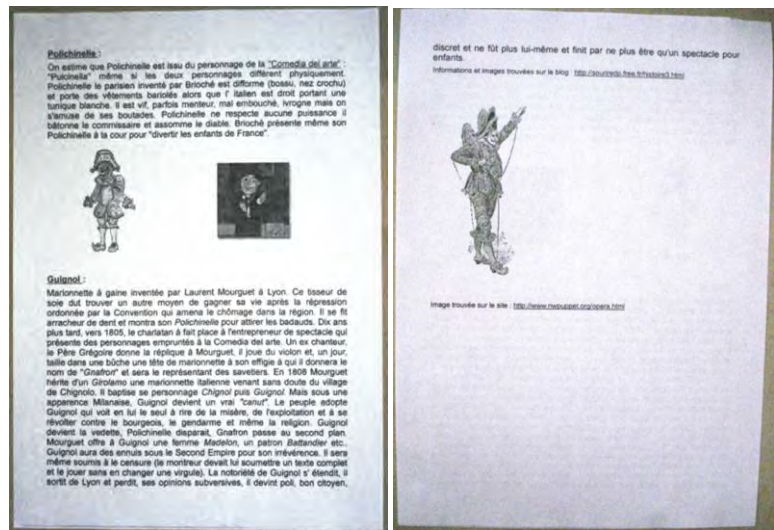 Polichinelle :
On estime que Polichinelle est issu du personnage de la "Comedia del arte" :
"Pulcinella" même si les deux personnages diffèrent physiquement.
Polichinelle le parisien inventé par Brioché est difforme (bossu, nez crochu)
et porte des vêtements bariolés alors que l' italien est droit portant une
tunique blanche. Il est vif, parfois menteur, mal embouché, ivrogne mais on
s'amuse de ses boutades. Polichinelle ne respecte aucune puissance il
bâtonne le commissaire et assomme le diable. Brioché présente même son
Polichinelle à la cour pour "divertir les enfants de France".
Guignol :
Marionnette à gaine inventée par Laurent Mourguet à Lyon. Ce tisseur de
soie dut trouver un autre moyen de gagner sa vie après la répression
ordonnée par la Convention qui amena le chômage dans la région. Il se fit
arracheur de dent et montra son Polichinelle pour attirer les badauds. Dix ans
plus tard, vers 1805, le charlatan a fait place à l'entrepreneur de spectacle qui
présente des personnages empruntés à la Comedia del arte. Un ex chanteur,
le Père Grégoire donne la réplique à Mourguet, il joue du violon et, un jour,
taille dans une bûche une tête de marionnette à son effigie à qui il donnera le
nom de "Gnafron" et sera le représentant des savetiers. En 1808 Mourguet
hérite d'un Girolamo une marionnette italienne venant sans doute du village
de Chignolo. Il baptise se personnage Chignol puis Guignol. Mais sous une
apparence Milanaise, Guignol devient un vrai "canut". Le peuple adopte
Guignol qui voit en lui le seul à rire de la misère, de l'exploitation et à se
révolter contre le bourgeois, le gendarme et même la religion. Guignol
devient la vedette, Polichinelle disparait, Gnafron passe au second plan.
Mourguet offre à Guignol une femme Madelon, un patron Battandier etc..
Guignol aura des ennuis sous le Second Empire pour son irrévérence. Il sera
même soumis à le censure (le montreur devait lui soumettre un texte complet
et le jouer sans en changer une virgule). La notoriété de Guignol s' étendit, il
sortit de Lyon et perdit, ses opinions subversives, il devint poli, bon citoyen,
discret et ne fût plus lui-même et finit par ne plus être qu'un spectacle pour
enfants.
Informations et images trouvées sur le blog :
Image trouvée sur le site : http://www.nwpuppet.org/opera.html